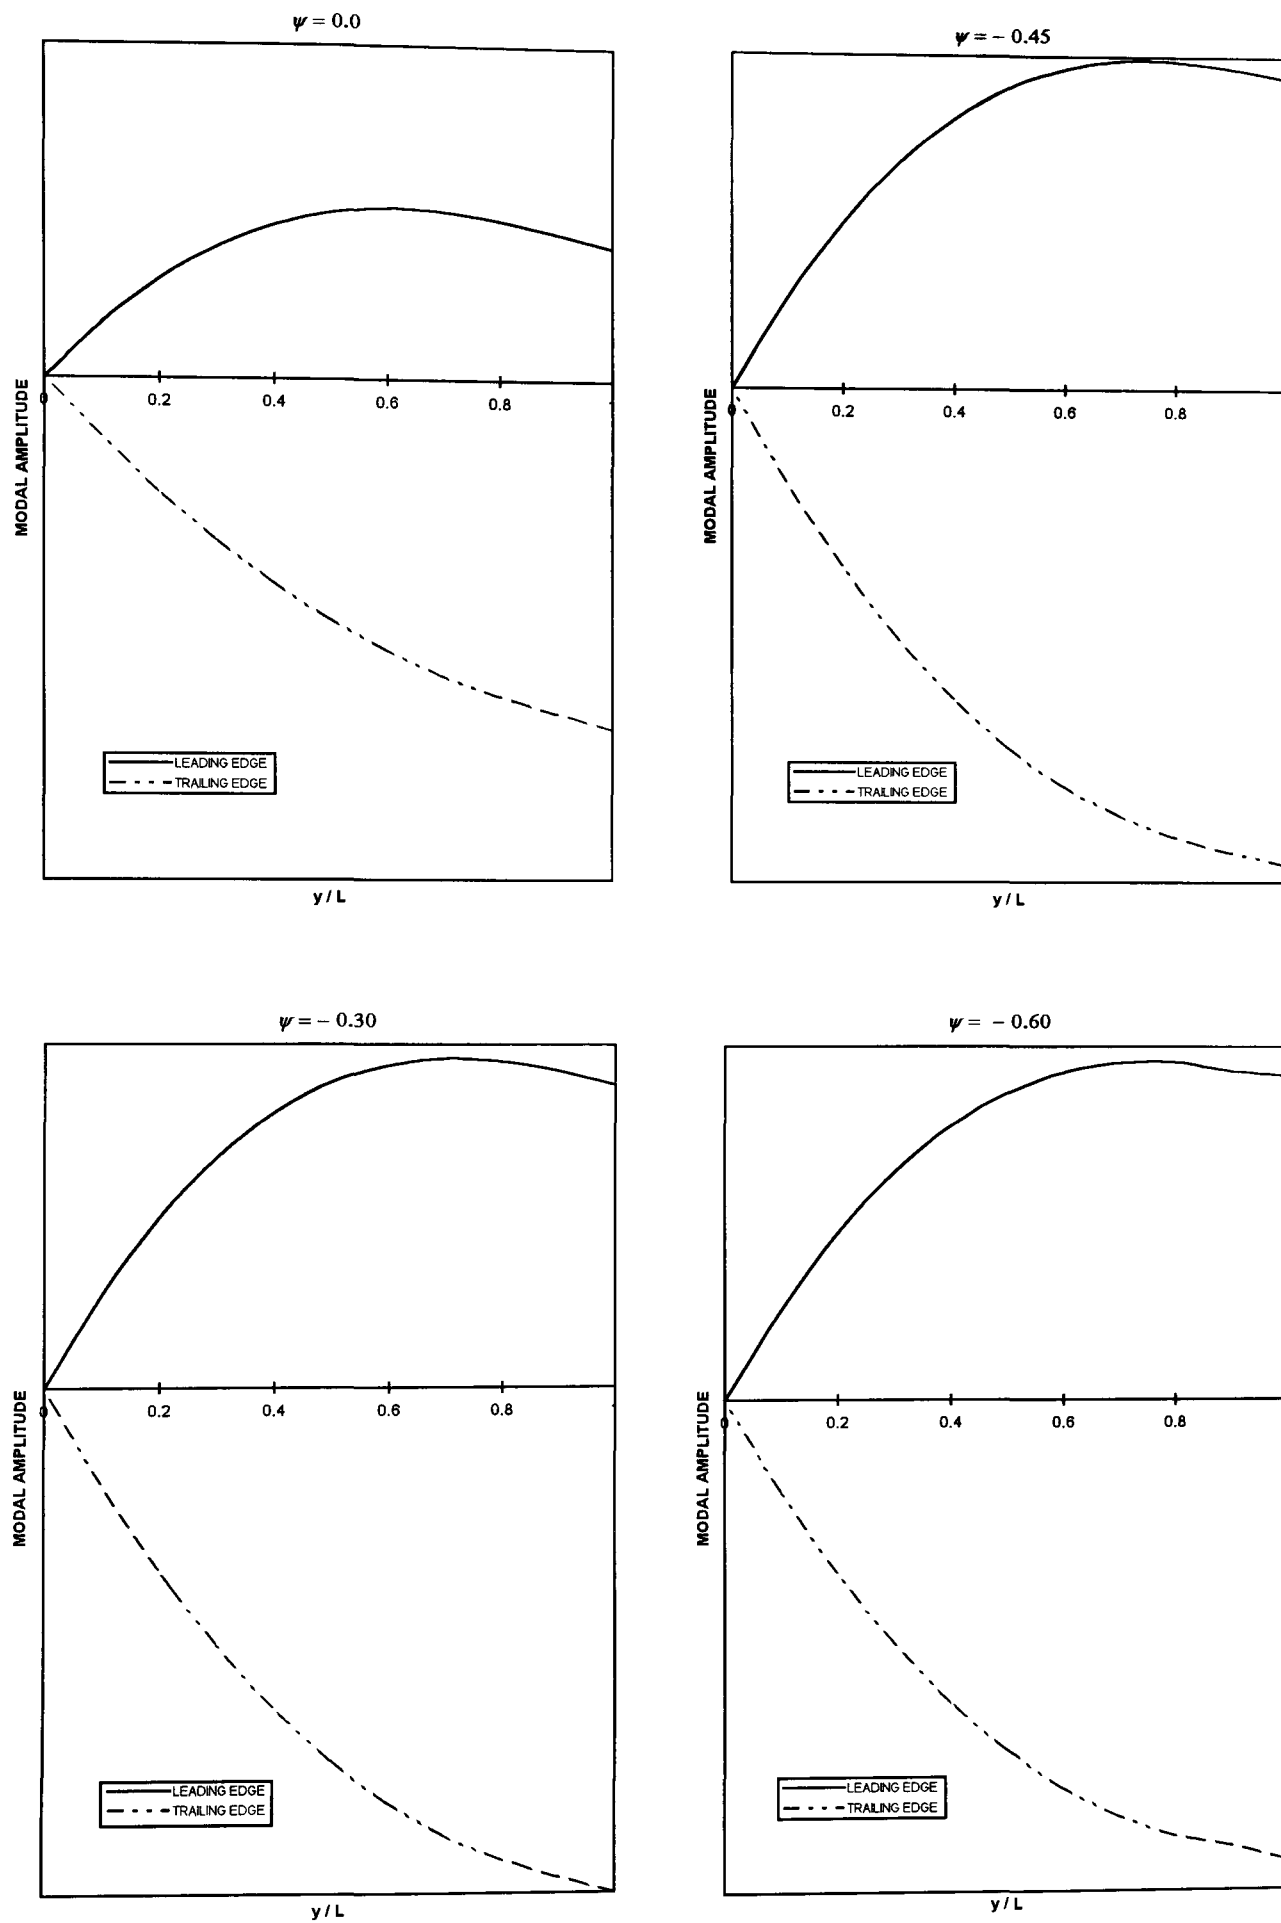 ψ = 0.0
MODAL AMPLITUDE
0 0.2 0.4 0.6 0.8
LEADING EDGE
TRAILING EDGE
y / L
ψ = – 0.45
MODAL AMPLITUDE
0 0.2 0.4 0.6 0.8
LEADING EDGE
TRAILING EDGE
y / L
ψ = – 0.30
MODAL AMPLITUDE
0 0.2 0.4 0.6 0.8
LEADING EDGE
TRAILING EDGE
y / L
ψ = – 0.60
MODAL AMPLITUDE
0 0.2 0.4 0.6 0.8
LEADING EDGE
TRAILING EDGE
y / L